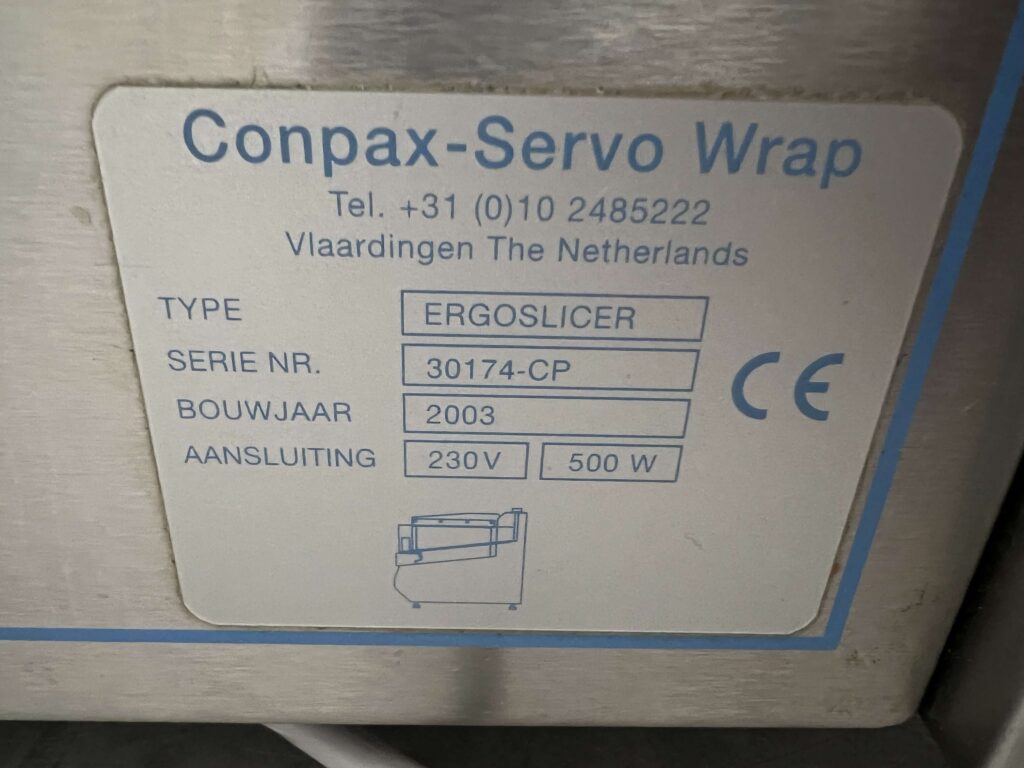 Conpax-Servo Wrap
Tel. +31 (0)10 2485222
Vlaardingen The Netherlands
TYPE ERGOSLICER
SERIE NR. 30174-CP
BOUWJAAR 2003
AANSLUITING 230V 500 W
CE